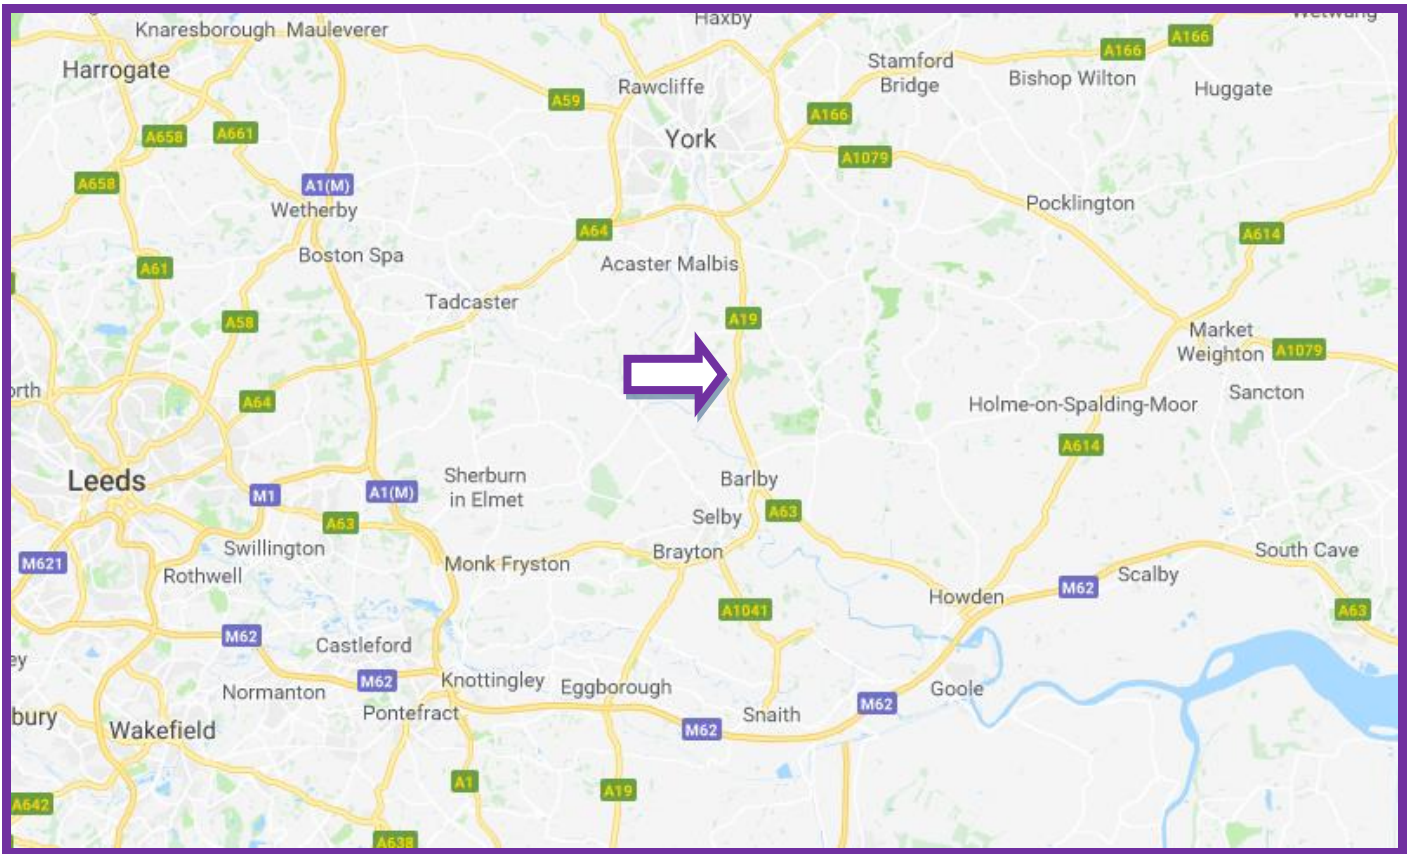 Haxby
Wetwang
Knaresborough
Mauleverer
A166
A166
Harrogate
Stamford
Bridge
Bishop Wilton
Rawcliffe
Huggate
A59
A166
A658
A661
York
A1079
A658
A1(M)
Wetherby
Pocklington
A64
A614
Boston Spa
Acaster Malbis
A61
Tadcaster
A58
A19
Market
Weighton
A1079
orth
A64
Holme-on-Spalding-Moor
Sancton
A614
Leeds
Sherburn
in Elmet
Barlby
M1
A1(M)
A63
Selby
A63
Swillington
Brayton
South Cave
M621
Rothwell
Monk Fryston
Scalby
M62
Howden
A1041
A63
M62
Castleford
ey
M62
Knottingley
Eggborough
Normanton
Goole
M62
Pontefract
Snaith
bury
Wakefield
M62
A1
A19
A642
A638